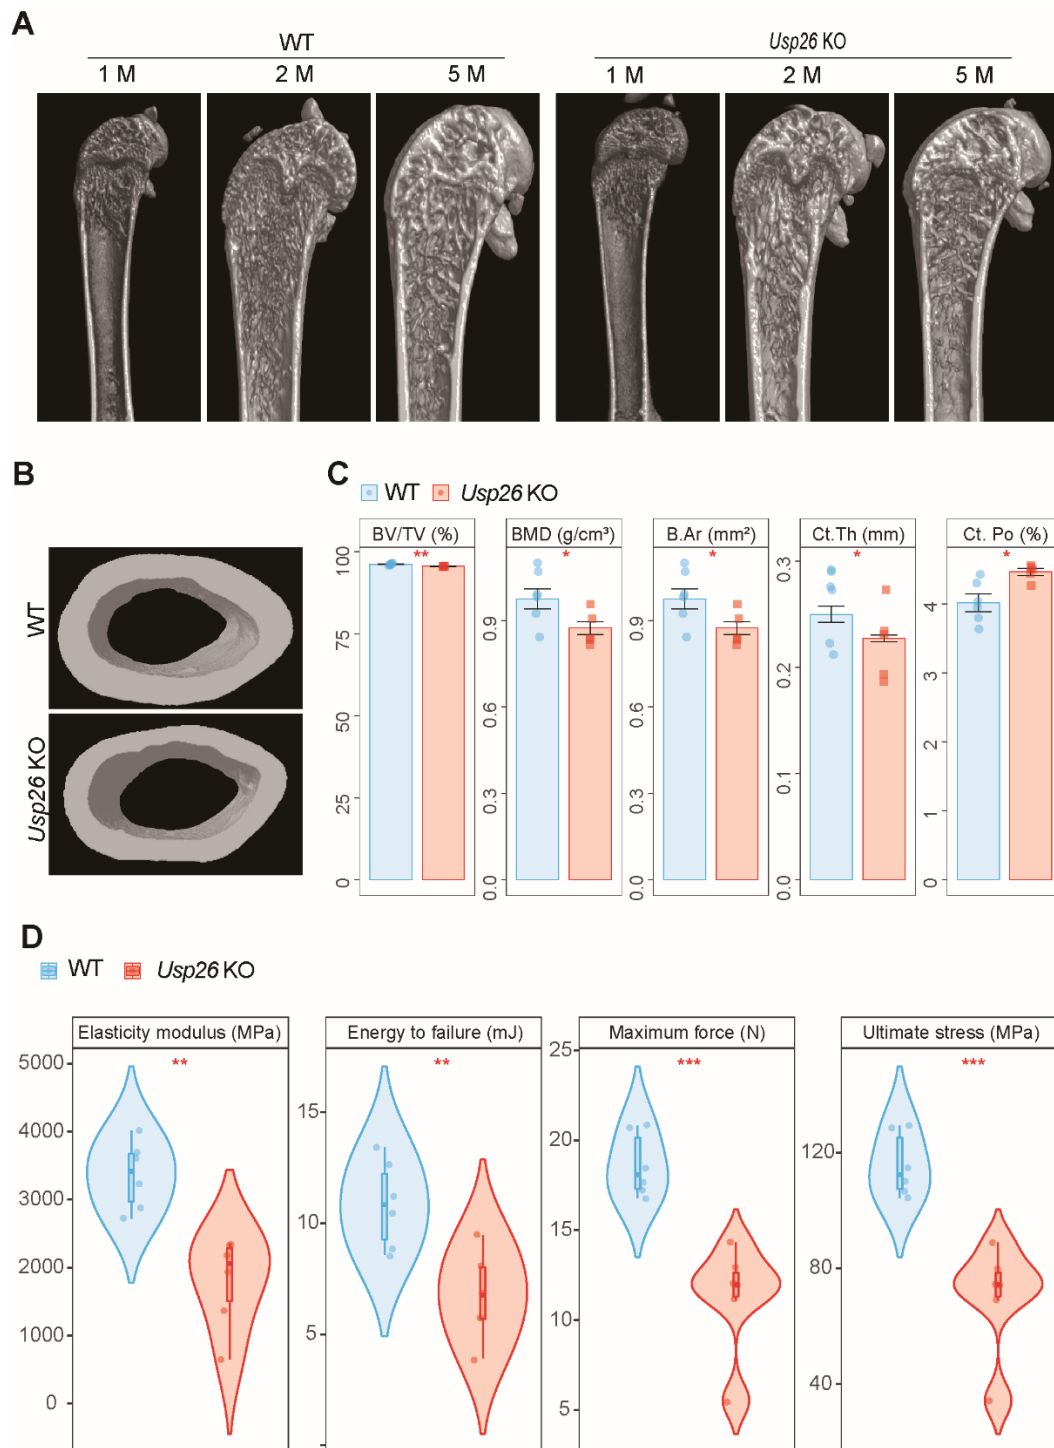 A
WT
Usp26 KO
1 M
2 M
5 M
1 M
2 M
5 M
B
WT
Usp26 KO
C
WT
Usp26 KO
BV/TV (%)
**
100
75
50
25
0
BMD (g/cm³)
*
0.9
0.6
0.3
0.0
B.Ar (mm²)
*
0.9
0.6
0.3
0.0
Ct.Th (mm)
*
0.3
0.2
0.1
0.0
Ct. Po (%)
*
4
3
2
1
0
D
WT
Usp26 KO
Elasticity modulus (MPa)
**
5000
4000
3000
2000
1000
0
Energy to failure (mJ)
**
15
10
5
Maximum force (N)
***
25
20
15
10
5
Ultimate stress (MPa)
***
120
80
40